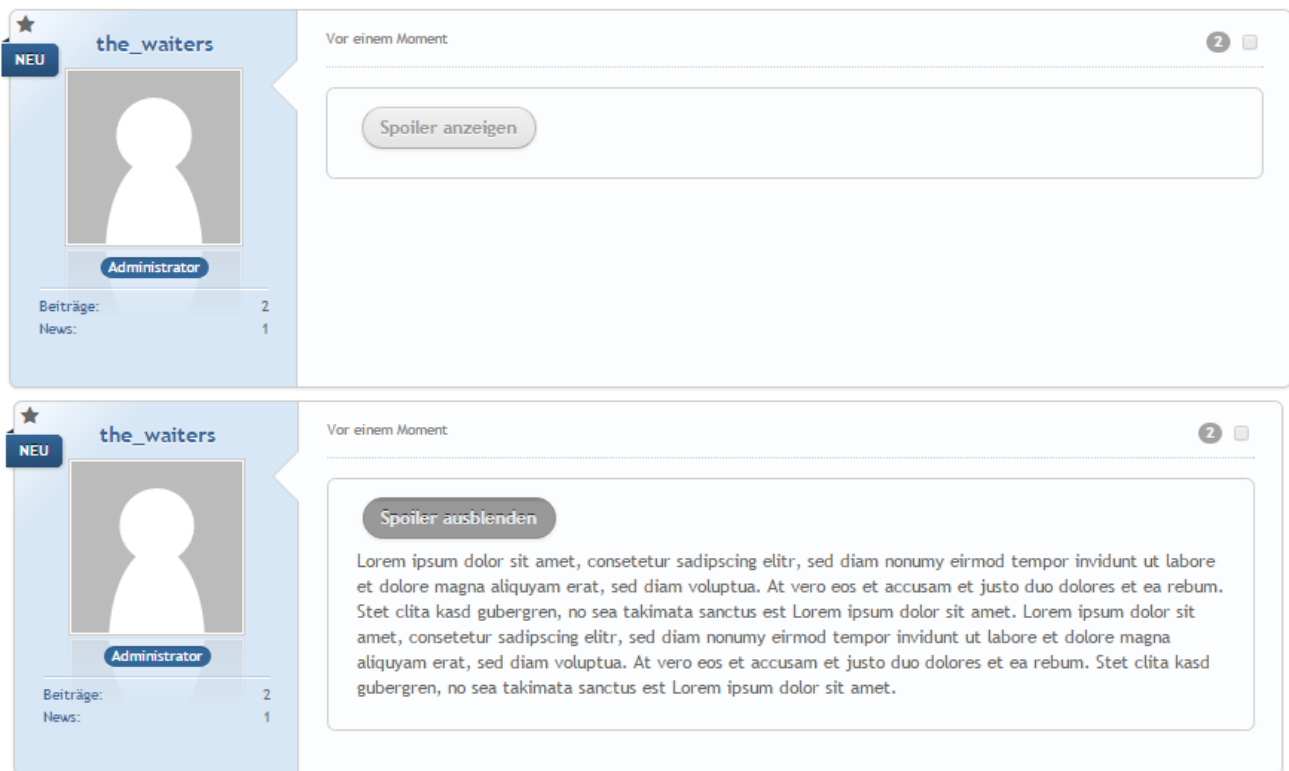 the_waiters
NEU
Vor einem Moment
2
Spoiler anzeigen
Administrator
Beiträge: 2
News: 1
the_waiters
NEU
Vor einem Moment
2
Spoiler ausblenden
Lorem ipsum dolor sit amet, consetetur sadipscing elitr, sed diam nonumy eirmod tempor invidunt ut labore
et dolore magna aliquyam erat, sed diam voluptua. At vero eos et accusam et justo duo dolores et ea rebum.
Stet clita kasd gubergren, no sea takimata sanctus est Lorem ipsum dolor sit amet. Lorem ipsum dolor sit
amet, consetetur sadipscing elitr, sed diam nonumy eirmod tempor invidunt ut labore et dolore magna
aliquyam erat, sed diam voluptua. At vero eos et accusam et justo duo dolores et ea rebum. Stet clita kasd
gubergren, no sea takimata sanctus est Lorem ipsum dolor sit amet.
Administrator
Beiträge: 2
News: 1